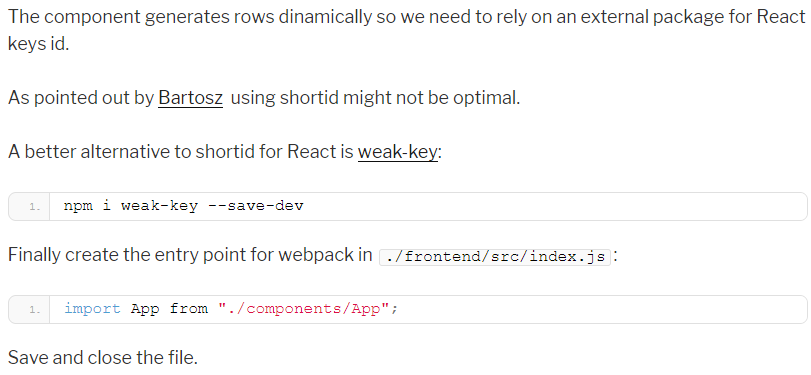 The component generates rows dinamically so we need to rely on an external package for React
keys id.
As pointed out by Bartosz using shortid might not be optimal.
A better alternative to shortid for React is weak-key:
1. npm i weak-key --save-dev
Finally create the entry point for webpack in ./frontend/src/index.js:
1. import App from "./components/App";
Save and close the file.